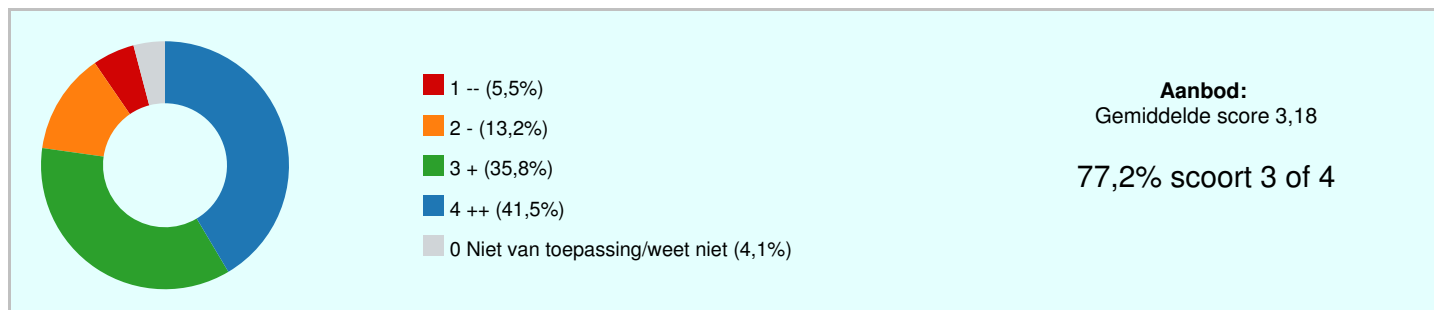 1 -- (5,5%)
2 - (13,2%)
3 + (35,8%)
4 ++ (41,5%)
0 Niet van toepassing/weet niet (4,1%)
Aanbod:
Gemiddelde score 3,18
77,2% scoort 3 of 4